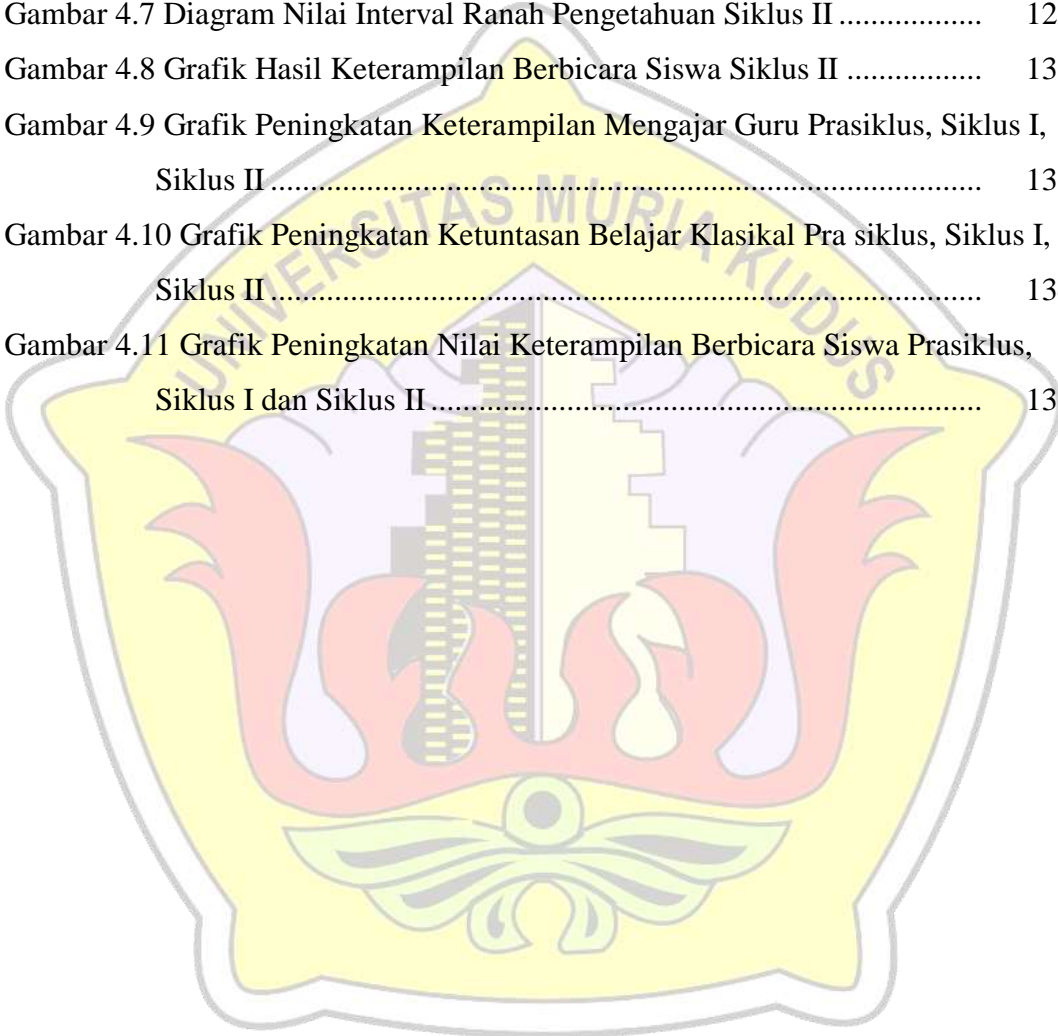 Gambar 4.7 Diagram Nilai Interval Ranah Pengetahuan Siklus II ................. 12
Gambar 4.8 Grafik Hasil Keterampilan Berbicara Siswa Siklus II ................. 13
Gambar 4.9 Grafik Peningkatan Keterampilan Mengajar Guru Prasiklus, Siklus I,
Siklus II ......................................................................................... 13
Gambar 4.10 Grafik Peningkatan Ketuntasan Belajar Klasikal Pra siklus, Siklus I,
Siklus II ......................................................................................... 13
Gambar 4.11 Grafik Peningkatan Nilai Keterampilan Berbicara Siswa Prasiklus,
Siklus I dan Siklus II ..................................................................... 13
UNIVERSITAS MURIA KUDUS